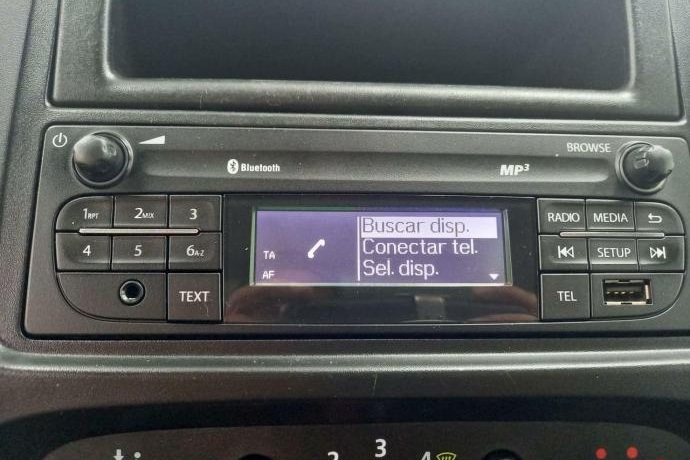 BROWSE
Bluetooth
MP3
1RPT 2MIX 3
4 5 6A-Z
TEXT
Buscar disp.
Conectar tel.
Sel. disp.
TA
AF
RADIO MEDIA
SETUP
TEL
2 3 4